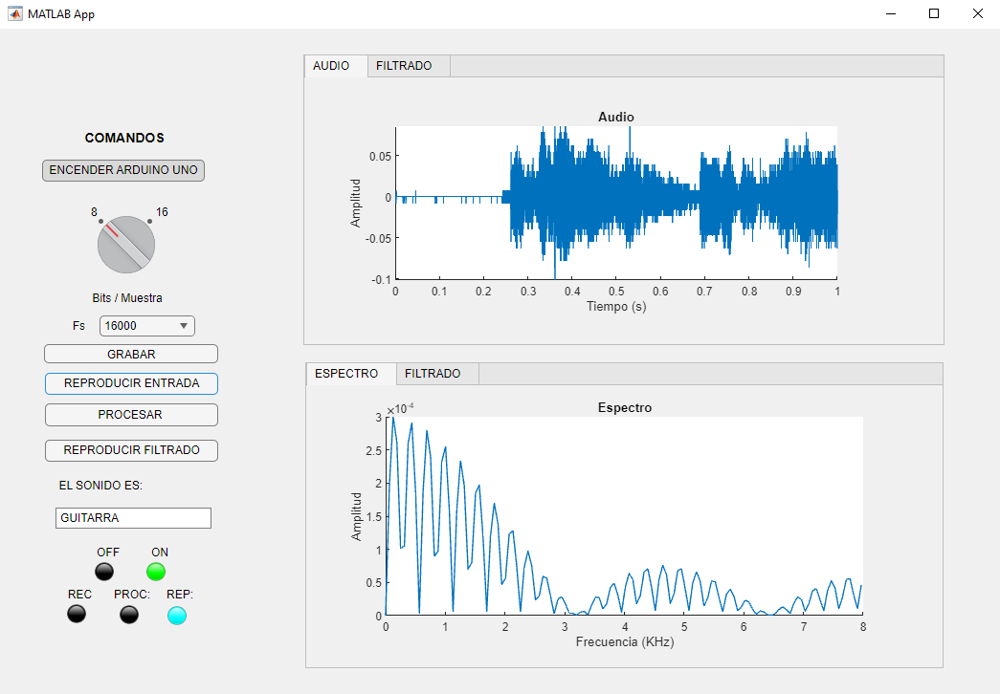 MATLAB App
COMANDOS
ENCENDER ARDUINO UNO
8
16
Bits / Muestra
Fs
16000
GRABAR
REPRODUCIR ENTRADA
PROCESAR
REPRODUCIR FILTRADO
EL SONIDO ES:
GUITARRA
OFF ON
REC PROC: REP:
AUDIO FILTRADO
Audio
Amplitud
0.05
0
-0.05
-0.1
0 0.1 0.2 0.3 0.4 0.5 0.6 0.7 0.8 0.9 1
Tiempo (s)
ESPECTRO FILTRADO
Espectro
×10⁻⁴
Amplitud
3
2.5
2
1.5
1
0.5
0
0 1 2 3 4 5 6 7 8
Frecuencia (KHz)